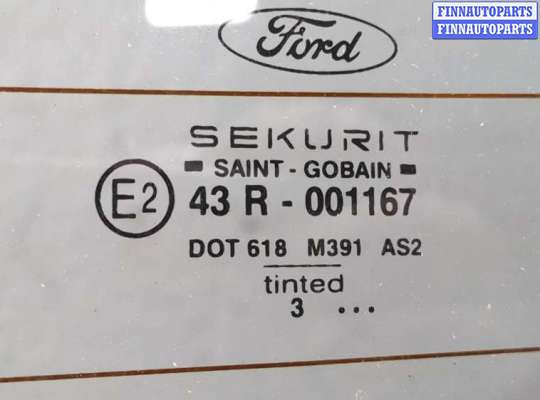 FINNAUTOPARTS
FINNAUTOPARTS
Ford
SEKURIT
SAINT - GOBAIN
E2 43 R - 001167
DOT 618 M391 AS2
tinted
3 ...